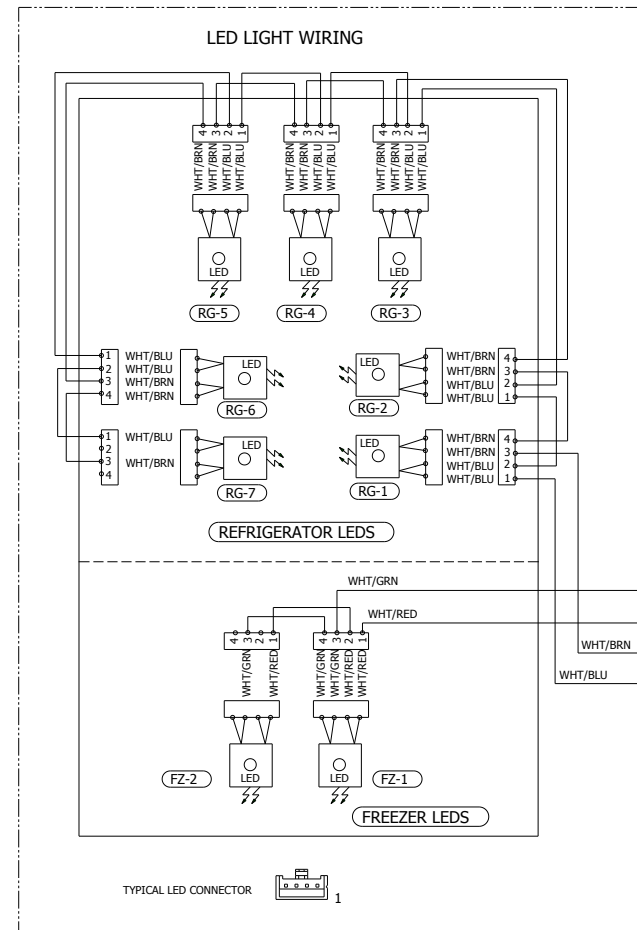 LED LIGHT WIRING
4 3 2 1
4 3 2 1
4 3 2 1
WHT/BRN
WHT/BRN
WHT/BLU
WHT/BLU
WHT/BRN
WHT/BRN
WHT/BLU
WHT/BLU
WHT/BRN
WHT/BRN
WHT/BLU
WHT/BLU
LED
LED
LED
RG-5
RG-4
RG-3
1 WHT/BLU
2 WHT/BLU
3 WHT/BRN
4 WHT/BRN
LED
RG-6
LED
RG-2
WHT/BRN 4
WHT/BRN 3
WHT/BLU 2
WHT/BLU 1
1 WHT/BLU
2
3 WHT/BRN
4
LED
RG-7
LED
RG-1
WHT/BRN 4
WHT/BRN 3
WHT/BLU 2
WHT/BLU 1
REFRIGERATOR LEDS
WHT/GRN
WHT/RED
WHT/BRN
WHT/BLU
4 3 2 1
4 3 2 1
WHT/GRN
WHT/RED
WHT/GRN
WHT/GRN
WHT/RED
WHT/RED
FZ-2
LED
LED
FZ-1
FREEZER LEDS
TYPICAL LED CONNECTOR
1